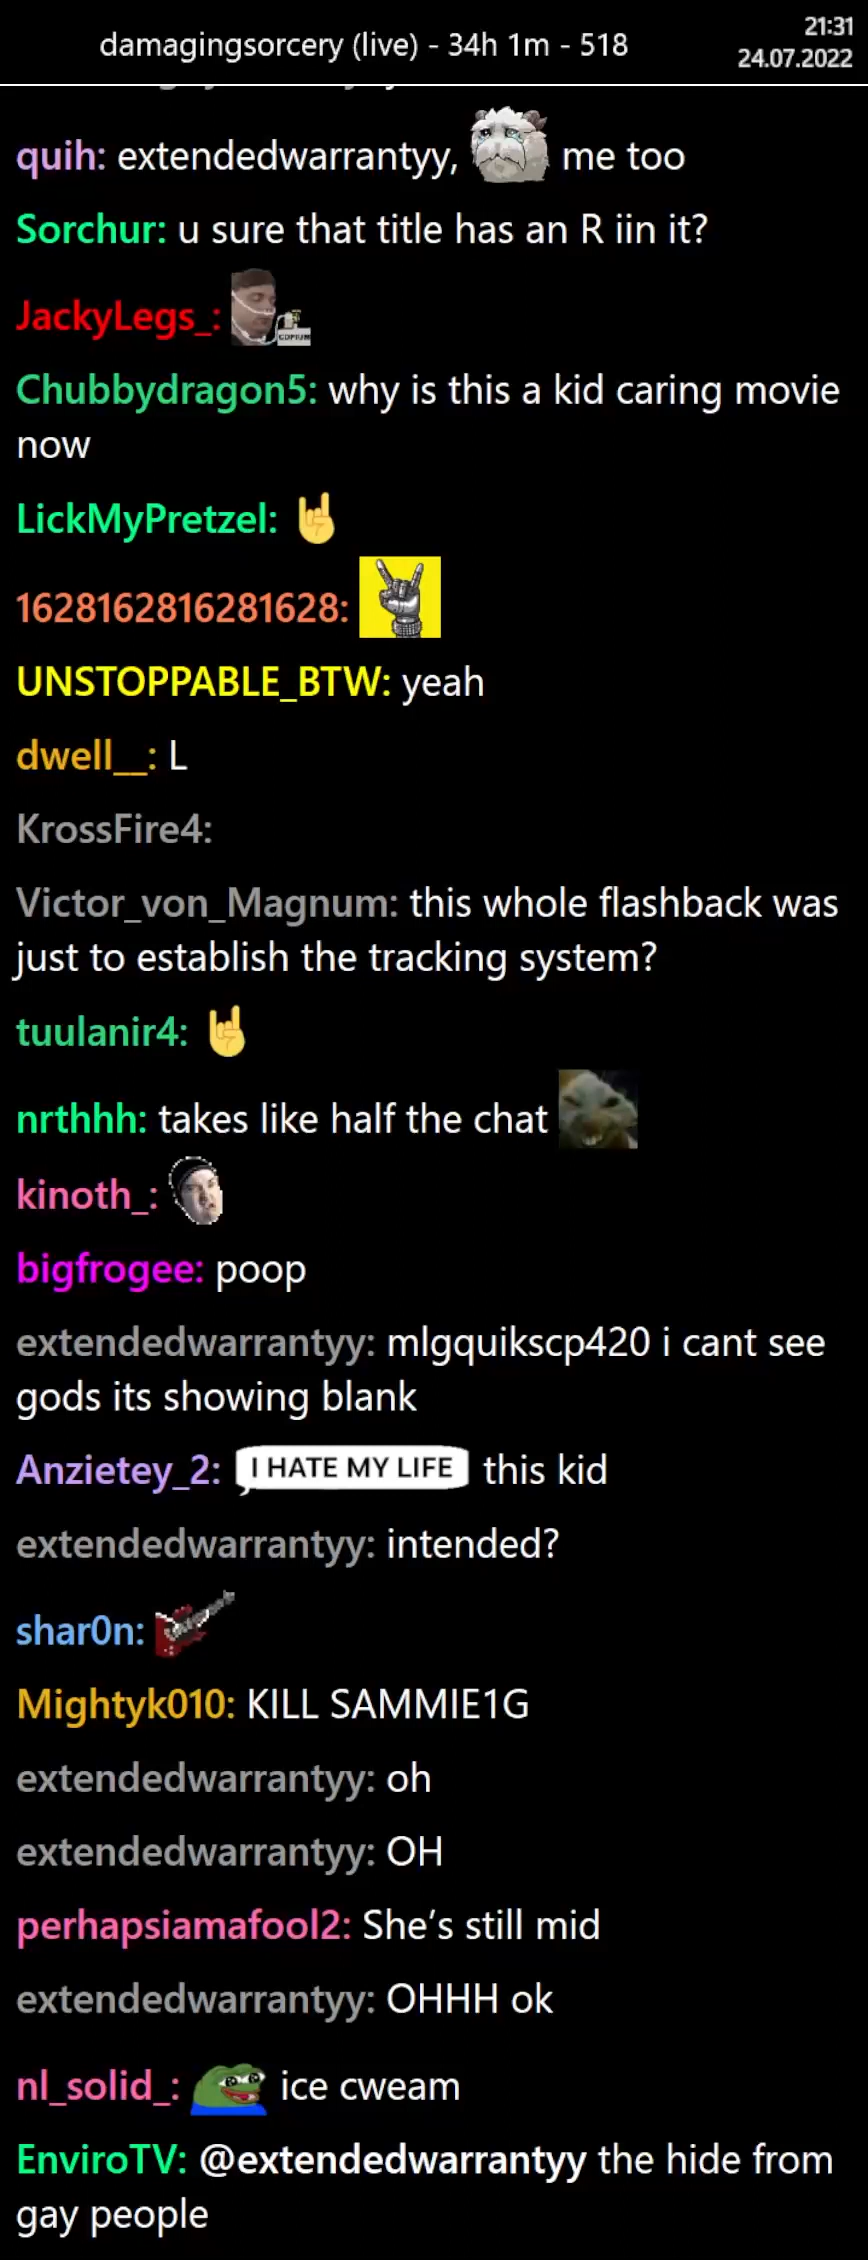 damagingsorcery (live) - 34h 1m - 518
21:31
24.07.2022
quih: extendedwarrantyy, me too
Sorchur: u sure that title has an R iin it?
JackyLegs_:
COPIUM
Chubbydragon5: why is this a kid caring movie
now
LickMyPretzel: 🤘
1628162816281628:
UNSTOPPABLE_BTW: yeah
dwell__: L
KrossFire4:
Victor_von_Magnum: this whole flashback was
just to establish the tracking system?
tuulanir4: 🤘
nrthhh: takes like half the chat
kinoth_:
bigfrogee: poop
extendedwarrantyy: mlgquikscp420 i cant see
gods its showing blank
Anzietey_2: I HATE MY LIFE this kid
extendedwarrantyy: intended?
shar0n:
Mightyk010: KILL SAMMIE1G
extendedwarrantyy: oh
extendedwarrantyy: OH
perhapsiamafool2: She's still mid
extendedwarrantyy: OHHH ok
nl_solid_: ice cweam
EnviroTV: @extendedwarrantyy the hide from
gay people